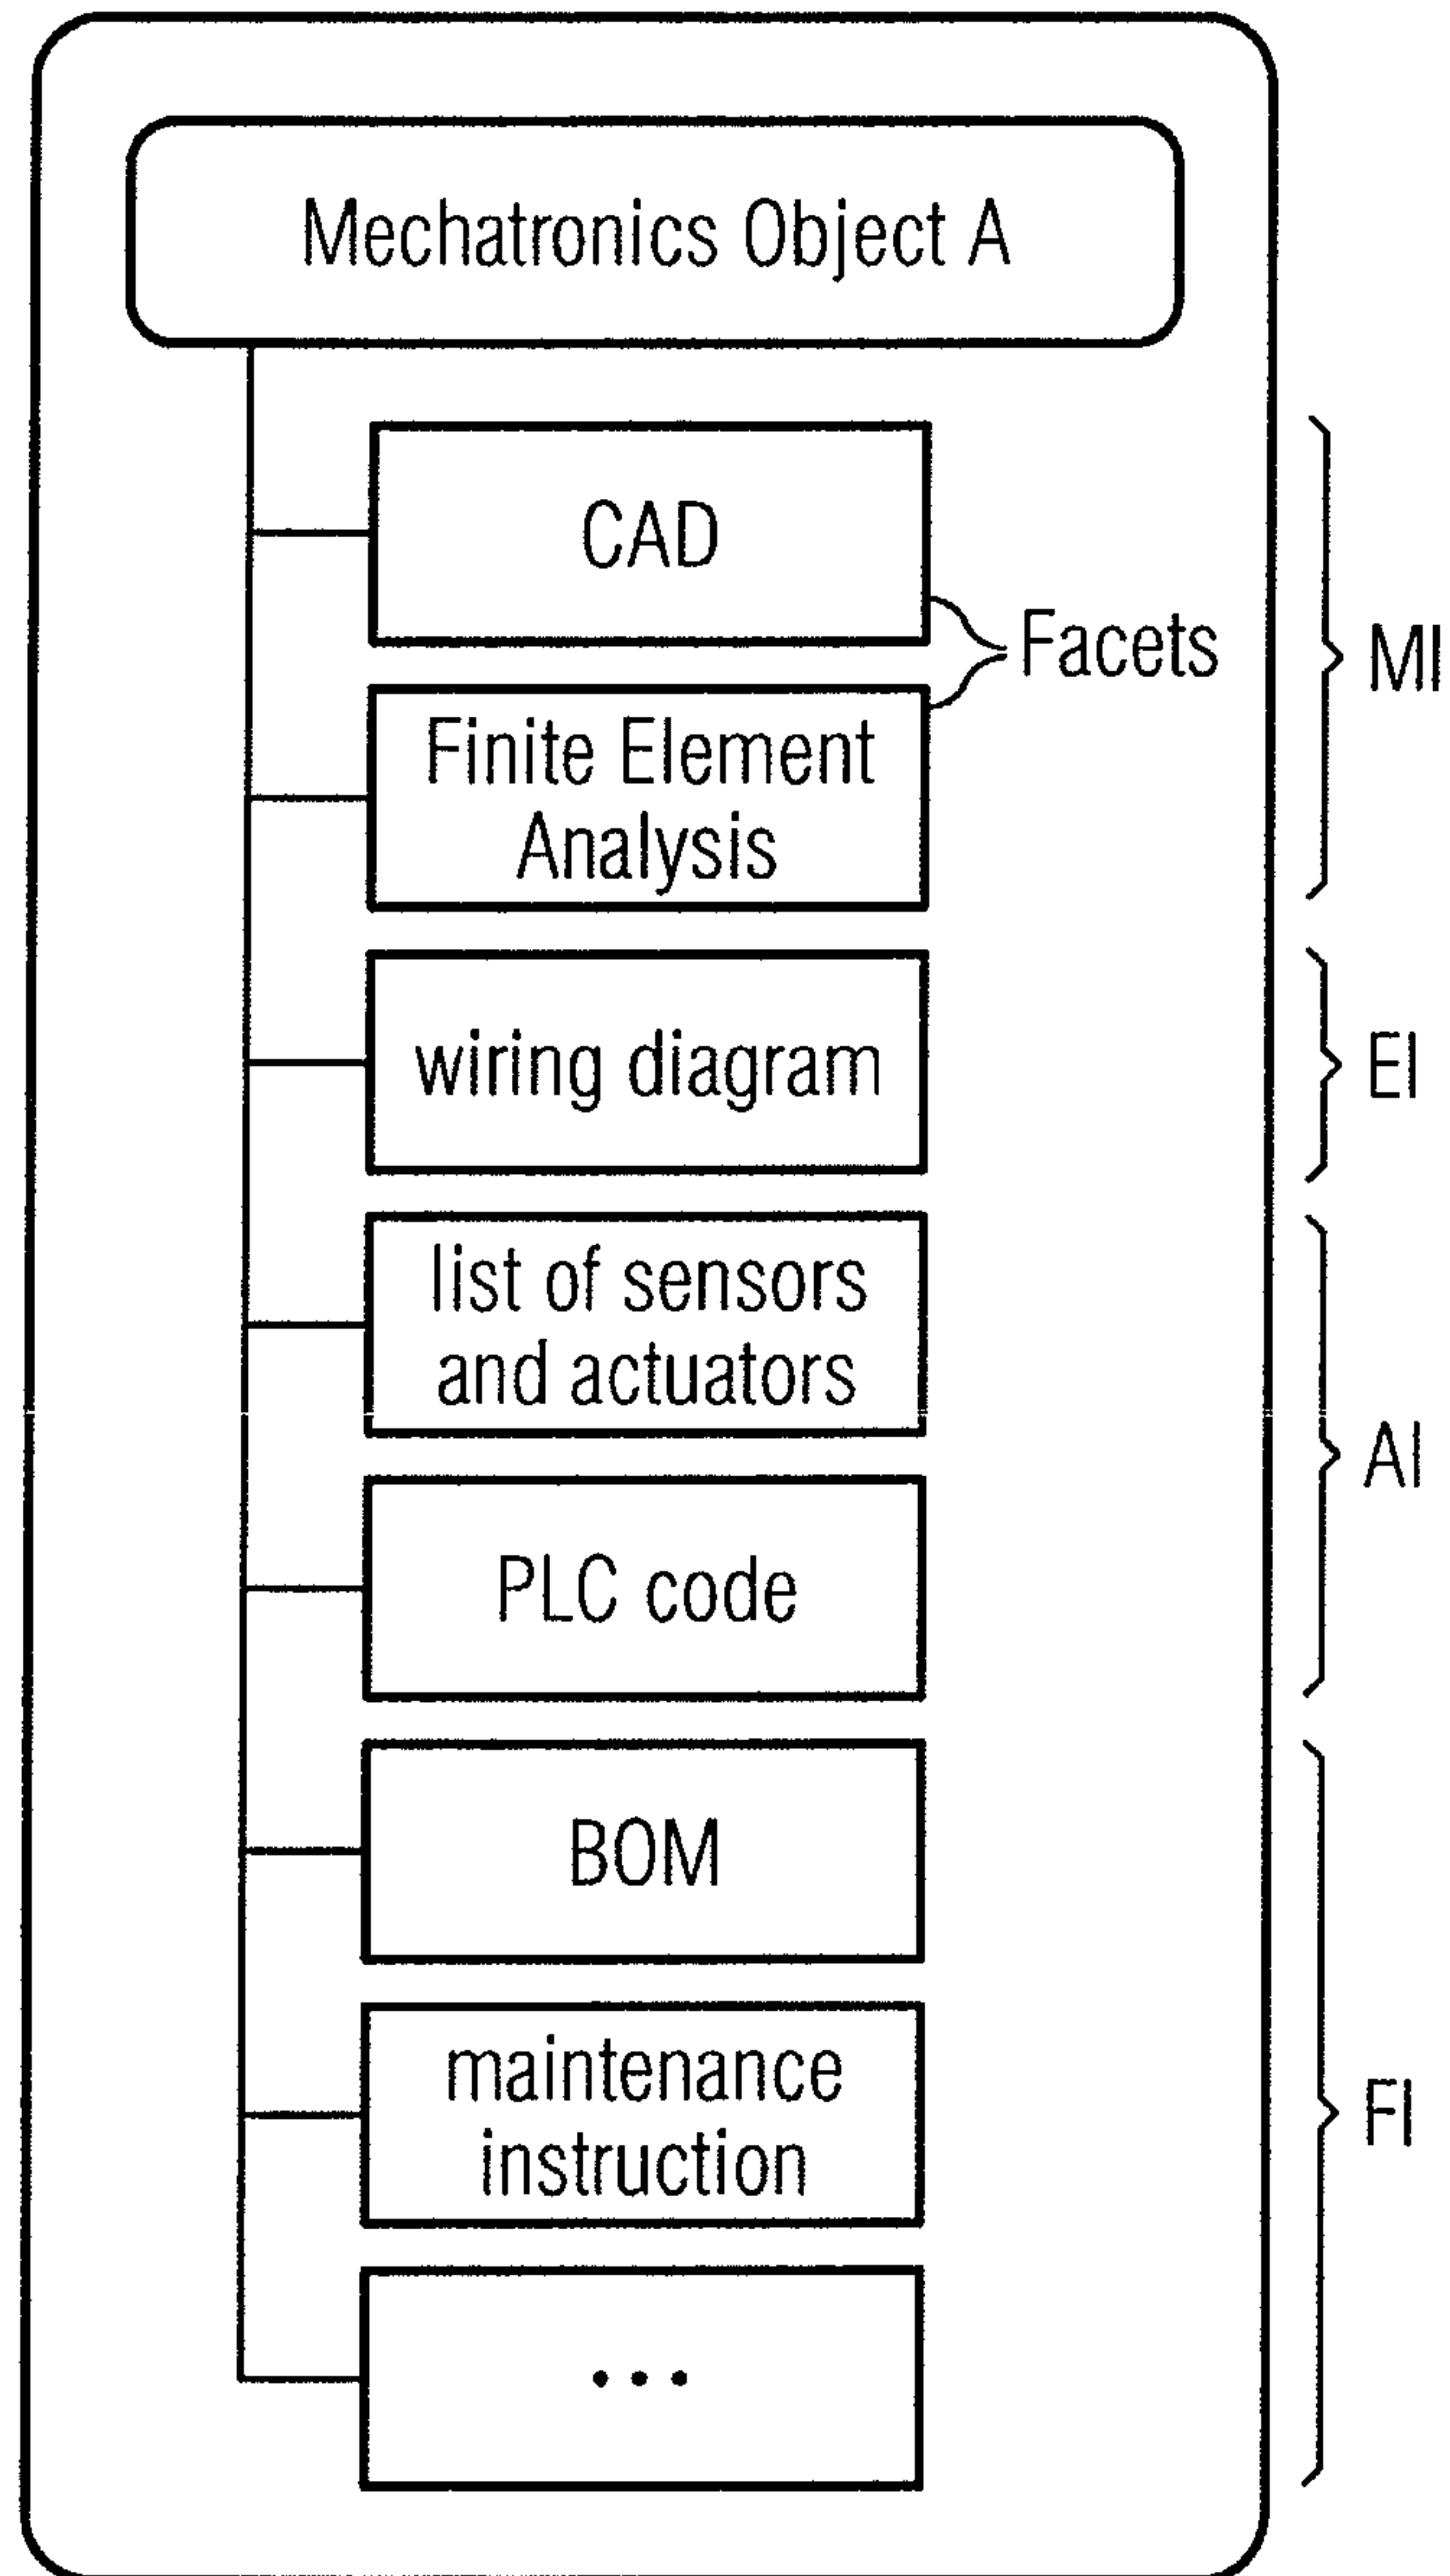 Mechatronics Object A
CAD
Facets
MI
Finite Element
Analysis
wiring diagram
EI
list of sensors
and actuators
AI
PLC code
BOM
maintenance
instruction
FI
...